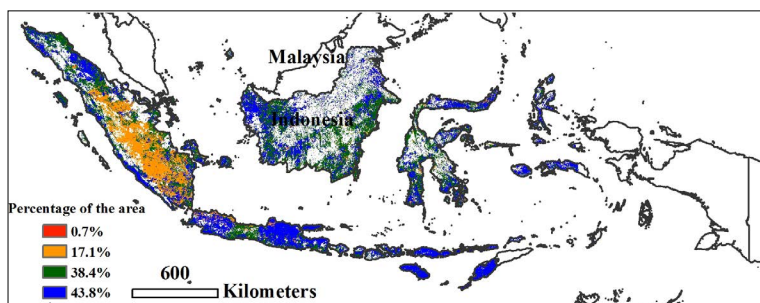 Malaysia
Indonesia
Percentage of the area
0.7%
17.1%
38.4%
43.8%
600
Kilometers